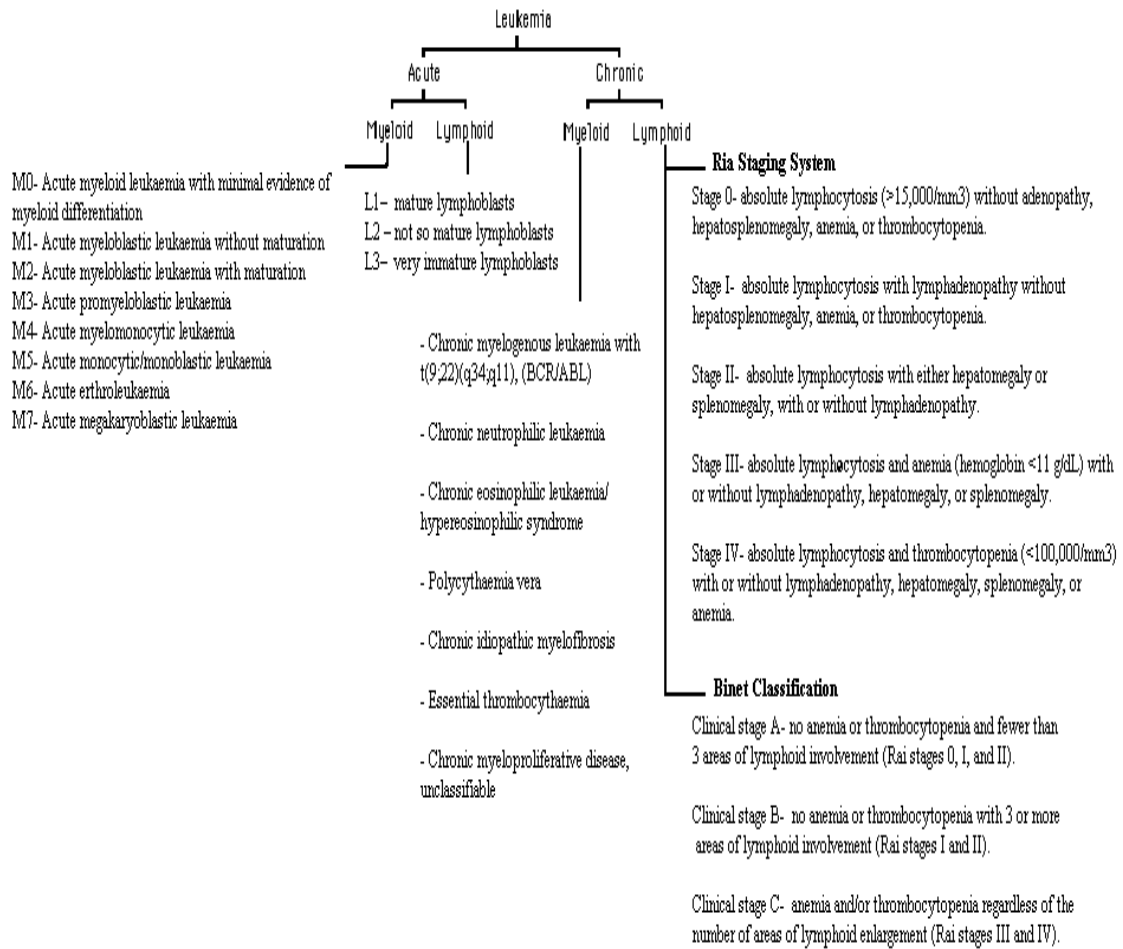 Leukemia
Acute
Chronic
Myeloid
Lymphoid
Myeloid
Lymphoid
M0- Acute myeloid leukaemia with minimal evidence of
myeloid differentiation
M1- Acute myeloblastic leukaemia without maturation
M2- Acute myeloblastic leukaemia with maturation
M3- Acute promyeloblastic leukaemia
M4- Acute myelomonocytic leukaemia
M5- Acute monocytic/monoblastic leukaemia
M6- Acute erthroleukaemia
M7- Acute megakaryoblastic leukaemia
L1– mature lymphoblasts
L2 – not so mature lymphoblasts
L3– very immature lymphoblasts
- Chronic myelogenous leukaemia with
t(9;22)(q34;q11), (BCR/ABL)
- Chronic neutrophilic leukaemia
- Chronic eosinophilic leukaemia/
hypereosinophilic syndrome
- Polycythaemia vera
- Chronic idiopathic myelofibrosis
- Essential thrombocythaemia
- Chronic myeloproliferative disease,
unclassifiable
Ria Staging System
Stage 0- absolute lymphocytosis (>15,000/mm3) without adenopathy,
hepatosplenomegaly, anemia, or thrombocytopenia.
Stage I- absolute lymphocytosis with lymphadenopathy without
hepatosplenomegaly, anemia, or thrombocytopenia.
Stage II- absolute lymphocytosis with either hepatomegaly or
splenomegaly, with or without lymphadenopathy.
Stage III- absolute lymphocytosis and anemia (hemoglobin <11 g/dL) with
or without lymphadenopathy, hepatomegaly, or splenomegaly.
Stage IV- absolute lymphocytosis and thrombocytopenia (<100,000/mm3)
with or without lymphadenopathy, hepatomegaly, splenomegaly, or
anemia.
Binet Classification
Clinical stage A- no anemia or thrombocytopenia and fewer than
3 areas of lymphoid involvement (Rai stages 0, I, and II).
Clinical stage B- no anemia or thrombocytopenia with 3 or more
areas of lymphoid involvement (Rai stages I and II).
Clinical stage C- anemia and/or thrombocytopenia regardless of the
number of areas of lymphoid enlargement (Rai stages III and IV).